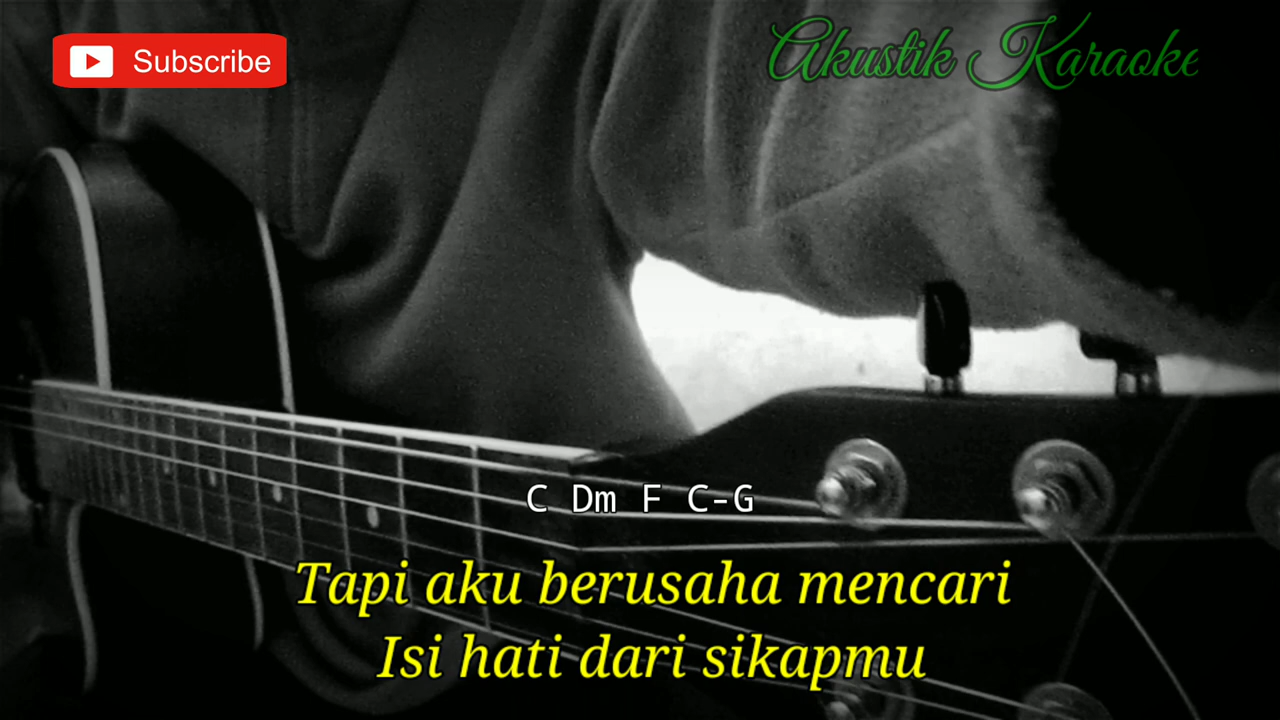 Subscribe
Akustik Karaoke
C Dm F C-G
Tapi aku berusaha mencari
Isi hati dari sikapmu